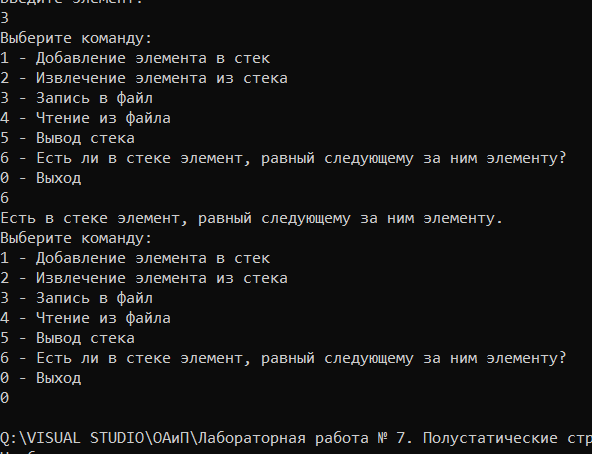 Введите элемент:
3
Выберите команду:
1 - Добавление элемента в стек
2 - Извлечение элемента из стека
3 - Запись в файл
4 - Чтение из файла
5 - Вывод стека
6 - Есть ли в стеке элемент, равный следующему за ним элементу?
0 - Выход
6
Есть в стеке элемент, равный следующему за ним элементу.
Выберите команду:
1 - Добавление элемента в стек
2 - Извлечение элемента из стека
3 - Запись в файл
4 - Чтение из файла
5 - Вывод стека
6 - Есть ли в стеке элемент, равный следующему за ним элементу?
0 - Выход
0
Q:\VISUAL STUDIO\ОАиП\Лабораторная работа № 7. Полустатические стр